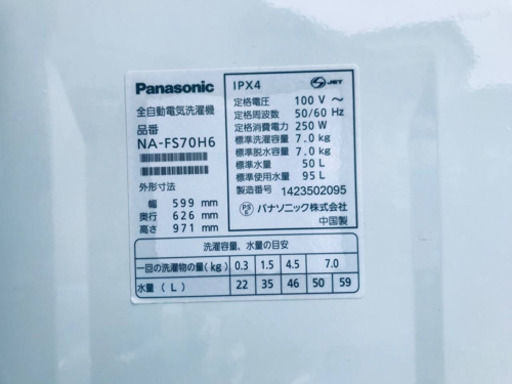 Panasonic
全自動電気洗濯機
品番
NA-FS70H6
外形寸法
幅 599 mm
奥行 626 mm
高さ 971 mm
IPX4
S JET
定格電圧 100 V ～
定格周波数 50/60 Hz
定格消費電力 250 W
標準洗濯容量 7.0 kg
標準脱水容量 7.0 kg
標準水量 50 L
標準使用水量 95 L
製造番号 1423502095
PSE パナソニック株式会社
中国製
洗濯容量、水量の目安
一回の洗濯物の量(kg) 0.3 1.5 4.5 7.0
水量 (L) 22 35 46 50 59